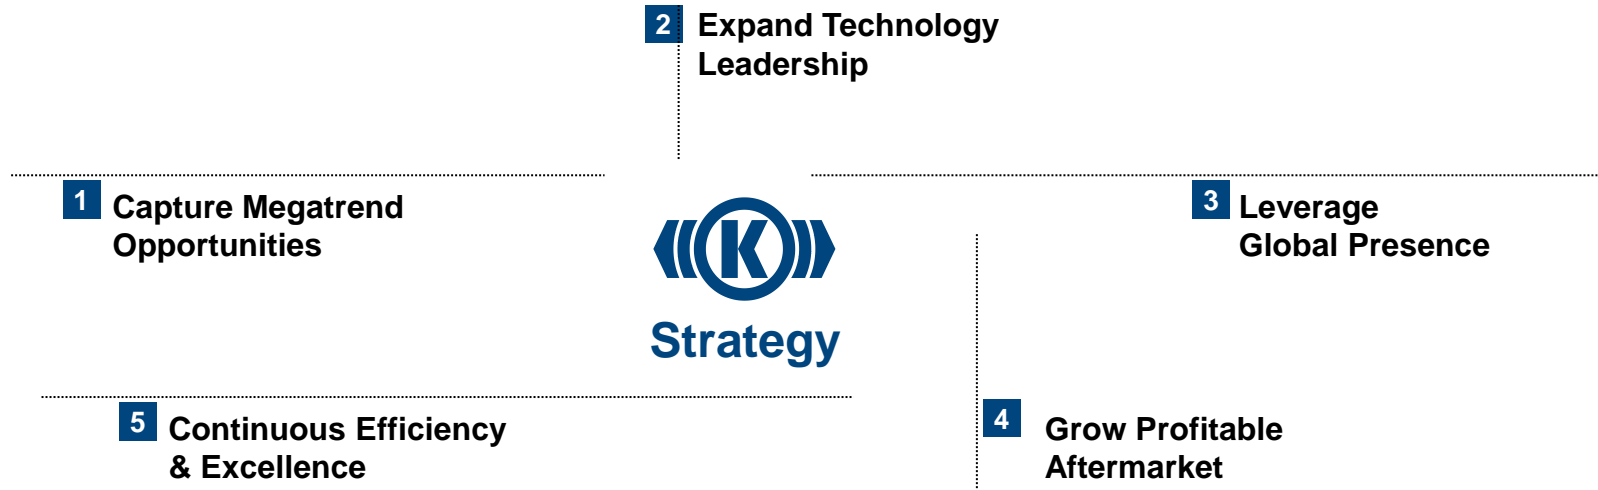 2
Expand Technology
Leadership
1
Capture Megatrend
Opportunities
3
Leverage
Global Presence
K
Strategy
5
Continuous Efficiency
& Excellence
4
Grow Profitable
Aftermarket